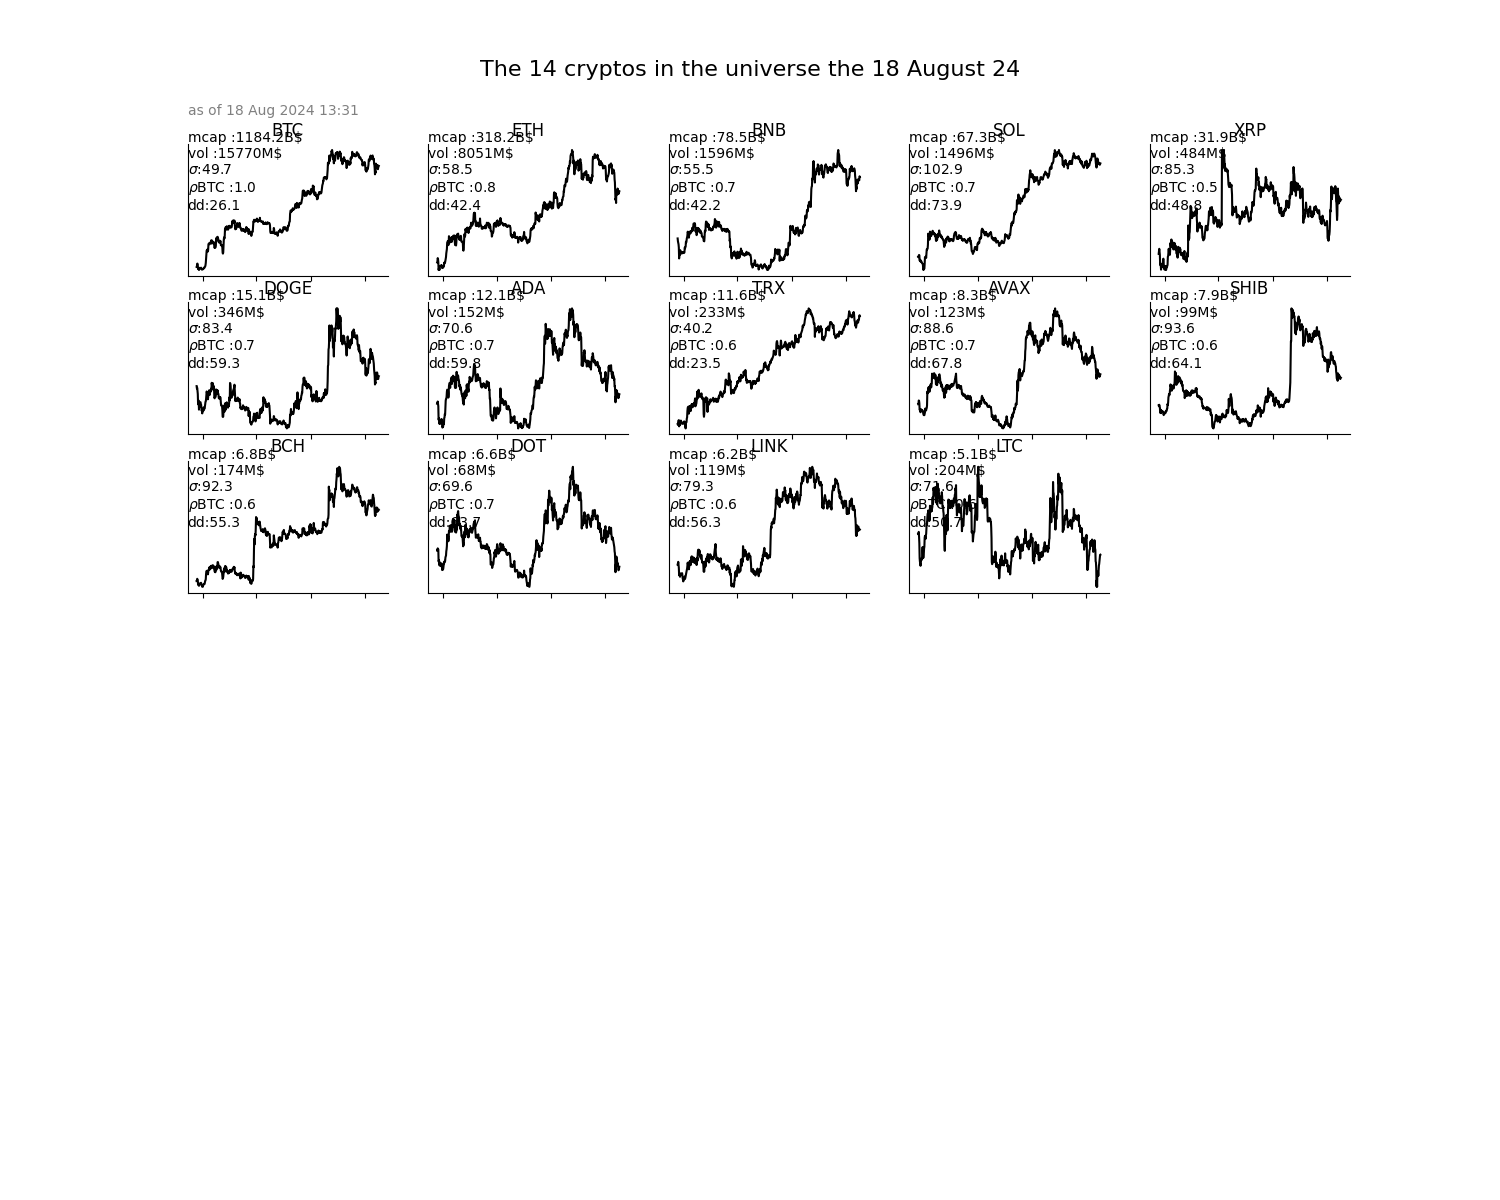 The 14 cryptos in the universe the 18 August 24
as of 18 Aug 2024 13:31
BTC
mcap :1184.2B$
vol :15770M$
σ:49.7
ρBTC :1.0
dd:26.1
ETH
mcap :318.2B$
vol :8051M$
σ:58.5
ρBTC :0.8
dd:42.4
BNB
mcap :78.5B$
vol :1596M$
σ:55.5
ρBTC :0.7
dd:42.2
SOL
mcap :67.3B$
vol :1496M$
σ:102.9
ρBTC :0.7
dd:73.9
XRP
mcap :31.9B$
vol :484M$
σ:85.3
ρBTC :0.5
dd:48.8
DOGE
mcap :15.1B$
vol :346M$
σ:83.4
ρBTC :0.7
dd:59.3
ADA
mcap :12.1B$
vol :152M$
σ:70.6
ρBTC :0.7
dd:59.8
TRX
mcap :11.6B$
vol :233M$
σ:40.2
ρBTC :0.6
dd:23.5
AVAX
mcap :8.3B$
vol :123M$
σ:88.6
ρBTC :0.7
dd:67.8
SHIB
mcap :7.9B$
vol :99M$
σ:93.6
ρBTC :0.6
dd:64.1
BCH
mcap :6.8B$
vol :174M$
σ:92.3
ρBTC :0.6
dd:55.3
DOT
mcap :6.6B$
vol :68M$
σ:69.6
ρBTC :0.7
LINK
mcap :6.2B$
vol :119M$
σ:79.3
ρBTC :0.6
dd:56.3
LTC
mcap :5.1B$
vol :204M$